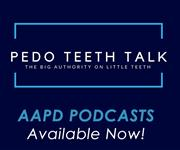 PEDO TEETH TALK
THE BIG AUTHORITY ON LITTLE TEETH
AAPD PODCASTS
Available Now!